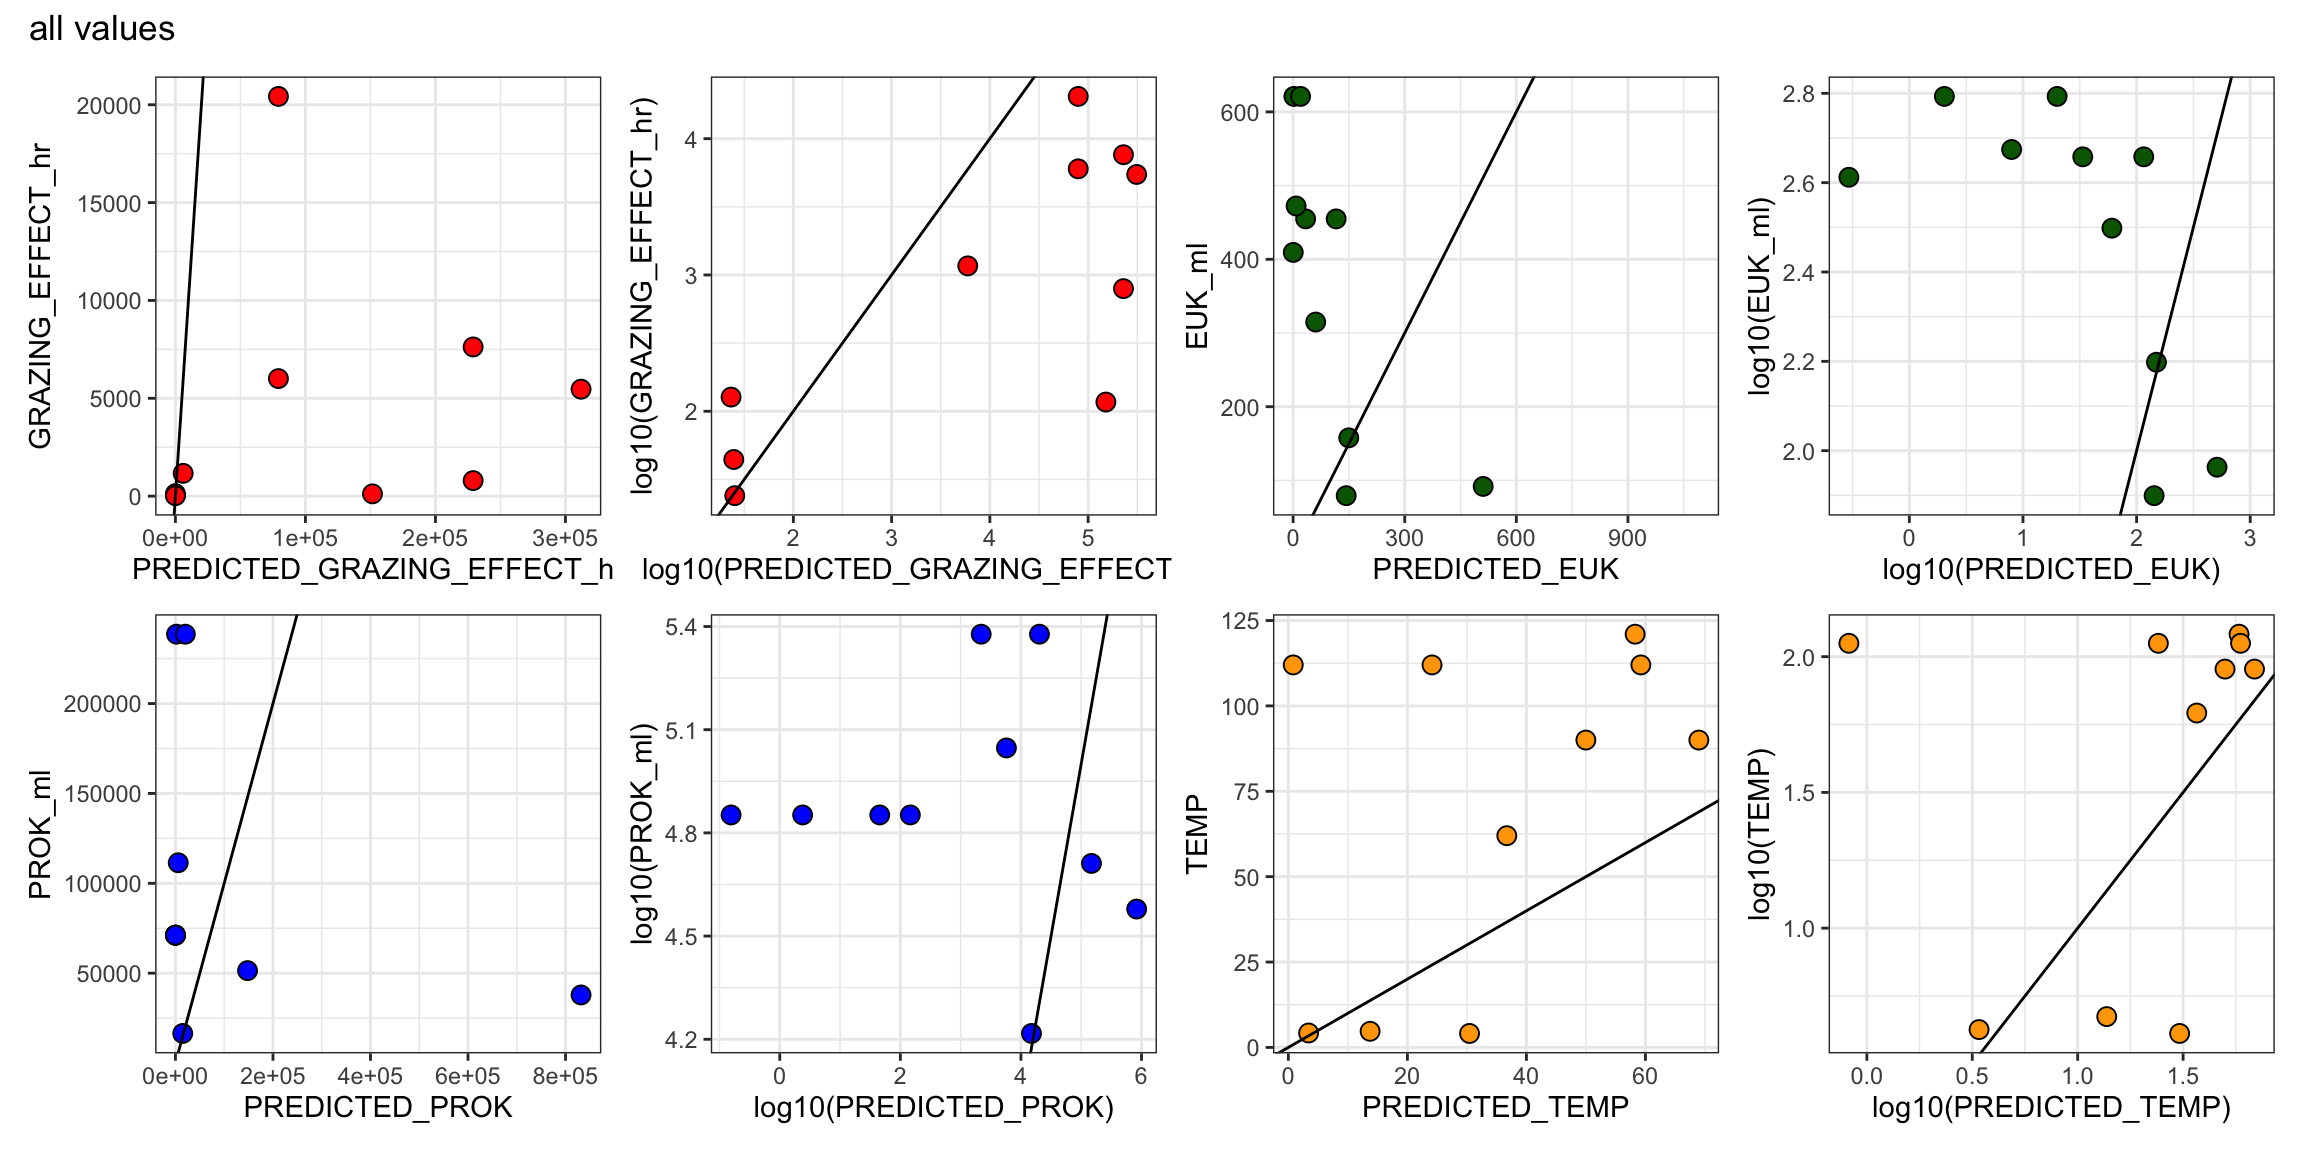 all values
GRAZING_EFFECT_hr
20000
15000
10000
5000
0
0e+00 1e+05 2e+05 3e+05
PREDICTED_GRAZING_EFFECT_h
log10(GRAZING_EFFECT_hr)
4
3
2
2 3 4 5
log10(PREDICTED_GRAZING_EFFECT
EUK_ml
600
400
200
0 300 600 900
PREDICTED_EUK
log10(EUK_ml)
2.8
2.6
2.4
2.2
2.0
0 1 2 3
log10(PREDICTED_EUK)
PROK_ml
200000
150000
100000
50000
0e+00 2e+05 4e+05 6e+05 8e+05
PREDICTED_PROK
log10(PROK_ml)
5.4
5.1
4.8
4.5
4.2
0 2 4 6
log10(PREDICTED_PROK)
TEMP
125
100
75
50
25
0
0 20 40 60
PREDICTED_TEMP
log10(TEMP)
2.0
1.5
1.0
0.0 0.5 1.0 1.5
log10(PREDICTED_TEMP)